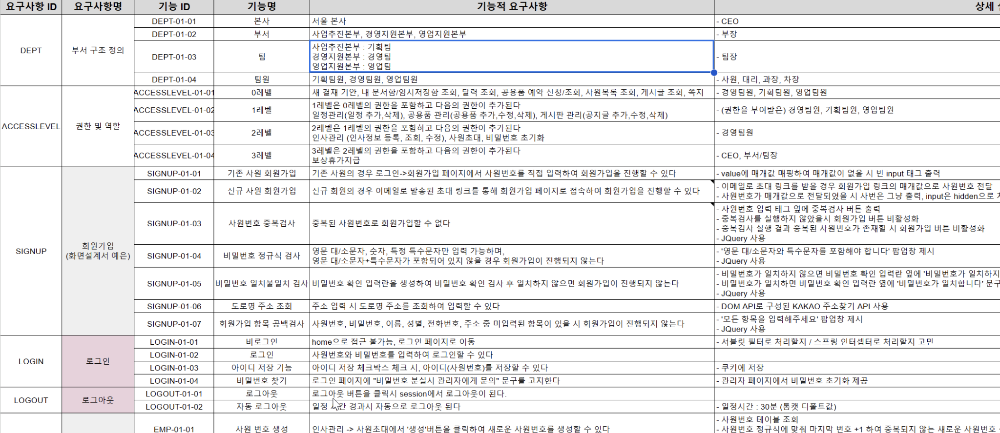 요구사항 ID 요구사항명 기능 ID 기능명 기능적 요구사항 상세
DEPT 부서 구조 정의
DEPT-01-01 본사 서울 본사 - CEO
DEPT-01-02 부서 사업추진본부, 경영지원본부, 영업지원본부 - 부장
DEPT-01-03 팀
사업추진본부 : 기획팀
경영지원본부 : 경영팀
영업지원본부 : 영업팀
- 팀장
DEPT-01-04 팀원 기획팀원, 경영팀원, 영업팀원 - 사원, 대리, 과장, 차장
ACCESSLEVEL 권한 및 역할
ACCESSLEVEL-01-01 0레벨 새 결재 기안, 내 문서함/임시저장함 조회, 달력 조회, 공용품 예약 신청/조회, 사원목록 조회, 게시글 조회, 쪽지 - 경영팀원, 기획팀원, 영업팀원
ACCESSLEVEL-01-02 1레벨
1레벨은 0레벨의 권한을 포함하고 다음의 권한이 추가된다
일정관리(일정 추가,삭제), 공용품 관리(공용품 추가,수정,삭제), 게시판 관리(공지글 추가,수정,삭제)
- (권한을 부여받은) 경영팀원, 기획팀원, 영업팀원
ACCESSLEVEL-01-03 2레벨
2레벨은 1레벨의 권한을 포함하고 다음의 권한이 추가된다
인사관리 (인사정보 등록, 조회, 수정), 사원초대, 비밀번호 초기화
- 경영팀원
ACCESSLEVEL-01-04 3레벨
3레벨은 2레벨의 권한을 포함하고 다음의 권한이 추가된다
보상휴가지급
- CEO, 부서/팀장
SIGNUP
회원가입
(화면설계서 예은)
SIGNUP-01-01 기존 사원 회원가입 기존 사원의 경우 로그인->회원가입 페이지에서 사원번호를 직접 입력하여 회원가입을 진행할 수 있다 - value에 매개값 매핑하여 매개값이 없을 시 빈 input 태그 출력
SIGNUP-01-02 신규 사원 회원가입 신규 회원의 경우 이메일로 발송된 초대 링크를 통해 회원가입 페이지로 접속하여 회원가입을 진행할 수 있다
- 이메일로 초대 링크를 받을 경우 회원가입 링크의 매개값으로 사원번호 전달
- 사원번호가 매개값으로 전달되었을 시 사번은 그냥 출력, input은 hidden으로
SIGNUP-01-03 사원번호 중복검사 중복된 사원번호로 회원가입할 수 없다
- 사원번호 입력 태그 옆에 중복검사 버튼 출력
- 중복검사를 실행하지 않았을시 회원가입 버튼 비활성화
- 중복검사 실행 결과 중복된 사원번호가 존재할 시 회원가입 버튼 비활성화
- JQuery 사용
SIGNUP-01-04 비밀번호 정규식 검사
영문 대/소문자, 숫자, 특정 특수문자만 입력 가능하며,
영문 대/소문자+특수문자가 포함되어 있지 않을 경우 회원가입이 진행되지 않는다
- '영문 대/소문자와 특수문자를 포함해야 합니다' 팝업창 제시
- JQuery 사용
SIGNUP-01-05 비밀번호 일치불일치 검사 비밀번호 확인 입력란을 생성하여 비밀번호 확인 검사 후 일치하지 않으면 회원가입이 진행되지 않는다
- 비밀번호가 일치하지 않으면 비밀번호 확인 입력란 옆에 '비밀번호가 일치하지
- 비밀번호가 일치하면 비밀번호 확인 입력란 옆에 '비밀번호가 일치합니다' 문구
- JQuery 사용
SIGNUP-01-06 도로명 주소 조회 주소 입력 시 도로명 주소를 조회하여 입력할 수 있다 - DOM API로 구성된 KAKAO 주소찾기 API 사용
SIGNUP-01-07 회원가입 항목 공백검사 사원번호, 비밀번호, 이름, 성별, 전화번호, 주소 중 미입력된 항목이 있을 시 회원가입이 진행되지 않는다
- '모든 항목을 입력해주세요' 팝업창 제시
- JQuery 사용
LOGIN 로그인
LOGIN-01-01 비로그인 home으로 접근 불가능, 로그인 페이지로 이동 - 서블릿 필터로 처리할지 / 스프링 인터셉터로 처리할지 고민
LOGIN-01-02 로그인 사원번호와 비밀번호를 입력하여 로그인할 수 있다
LOGIN-01-03 아이디 저장 기능 아이디 저장 체크박스 체크 시, 아이디(사원번호)를 저장할 수 있다 - 쿠키에 저장
LOGIN-01-04 비밀번호 찾기 로그인 페이지에 "비밀번호 분실시 관리자에게 문의" 문구를 고지한다 - 관리자 페이지에서 비밀번호 초기화 제공
LOGOUT 로그아웃
LOGOUT-01-01 로그아웃 로그아웃 버튼을 클릭시 session에서 로그아웃이 된다.
LOGOUT-01-02 자동 로그아웃 일정 경과시 자동으로 로그아웃 된다 - 일정시간 : 30분 (톰캣 디폴트값)
EMP-01-01 사원 번호 생성 인사관리 -> 사원초대에서 '생성'버튼을 클릭하여 새로운 사원번호를 생성할 수 있다
- 사원번호 테이블 조회
- 사원번호 정규식에 맞춰 마지막 번호 +1 하여 중복되지 않는 새로운 사원번호